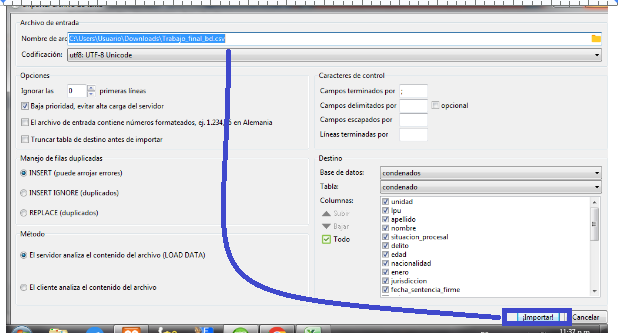 Archivo de entrada
Nombre de arc C:\Users\Usuario\Downloads\Trabajo_final_bd.csv
Codificación: utf8: UTF-8 Unicode
Opciones
Ignorar las 0 primeras líneas
Baja prioridad, evitar alta carga del servidor
El archivo de entrada contiene números formateados, ej. 1.234, en Alemania
Truncar tabla de destino antes de importar
Caracteres de control
Campos terminados por ;
Campos delimitados por opcional
Campos escapados por
Líneas terminadas por
Manejo de filas duplicadas
INSERT (puede arrojar errores)
INSERT IGNORE (duplicados)
REPLACE (duplicados)
Método
El servidor analiza el contenido del archivo (LOAD DATA)
El cliente analiza el contenido del archivo
Destino
Base de datos: condenados
Tabla: condenado
Columnas:
Subir
Bajar
Todo
unidad
lpu
apellido
nombre
situacion_procesal
delito
edad
nacionalidad
enero
jurisdiccion
fecha_sentencia_firme
¡Importar! Cancelar
11:37 p.m.